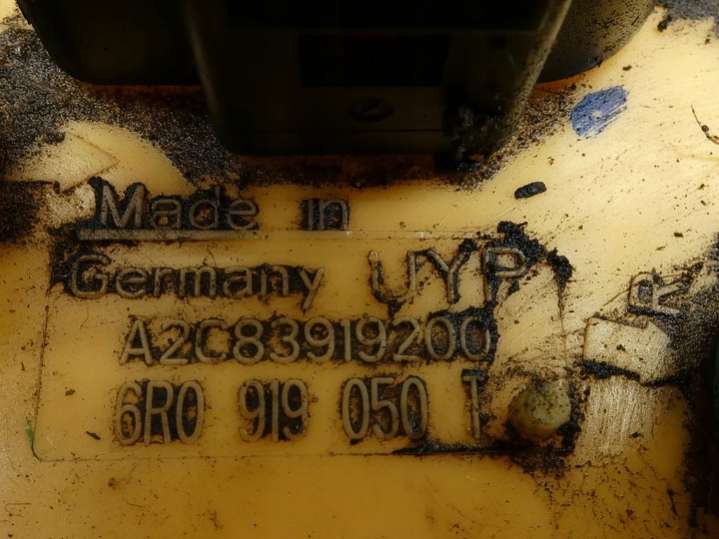 Made in
Germany UYP
A2C83919200
6R0 919 050 T
R